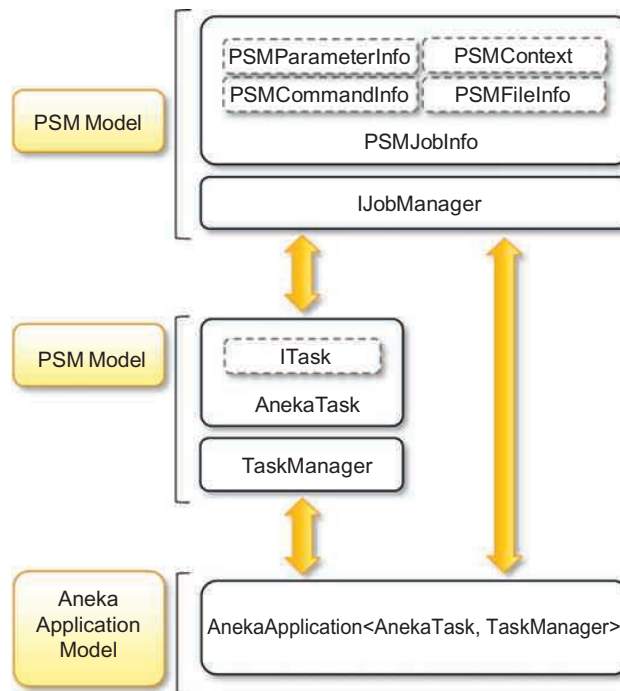 PSMParameterInfo PSMContext
PSMCommandInfo PSMFileInfo
PSM Model
PSMJobInfo
IJobManager
PSM Model
ITask
AnekaTask
TaskManager
Aneka
Application
Model
AnekaApplication<AnekaTask, TaskManager>